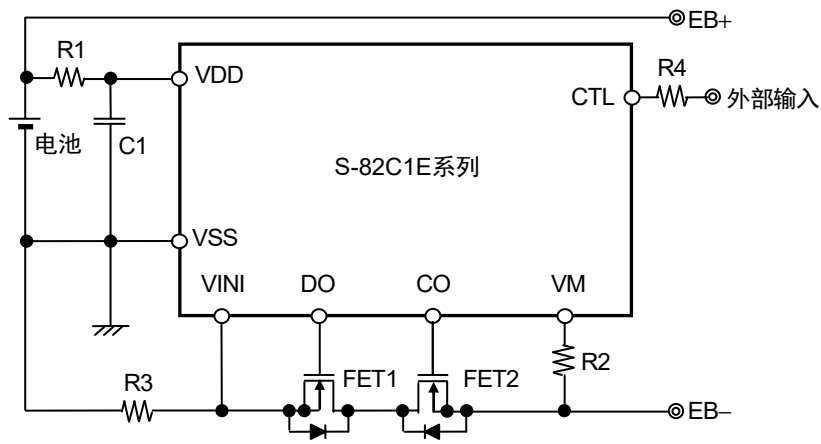 EB+
R1
VDD
R4
CTL
外部输入
电池
C1
S-82C1E系列
VSS
VINI
DO
CO
VM
R2
R3
FET1
FET2
EB−